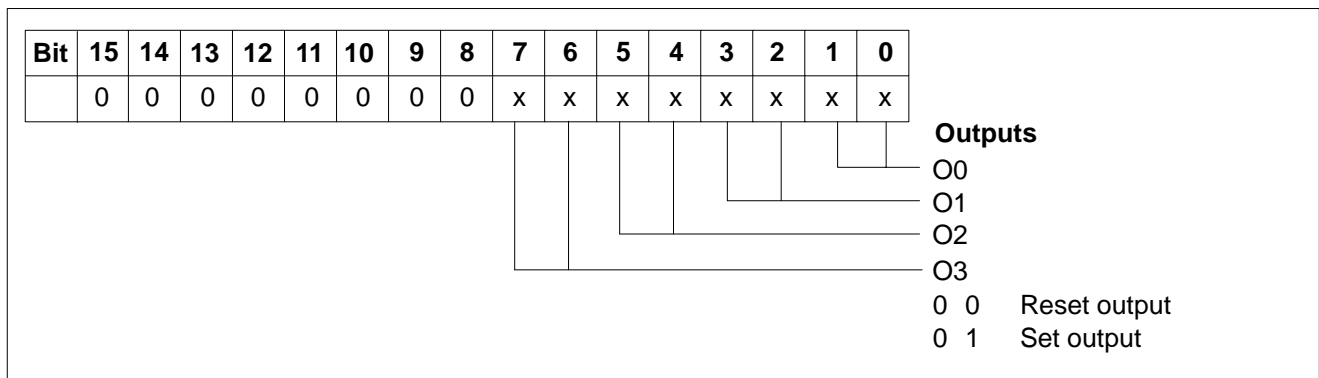 Bit 15 14 13 12 11 10 9 8 7 6 5 4 3 2 1 0
0 0 0 0 0 0 0 0 x x x x x x x x
Outputs
O0
O1
O2
O3
0 0 Reset output
0 1 Set output